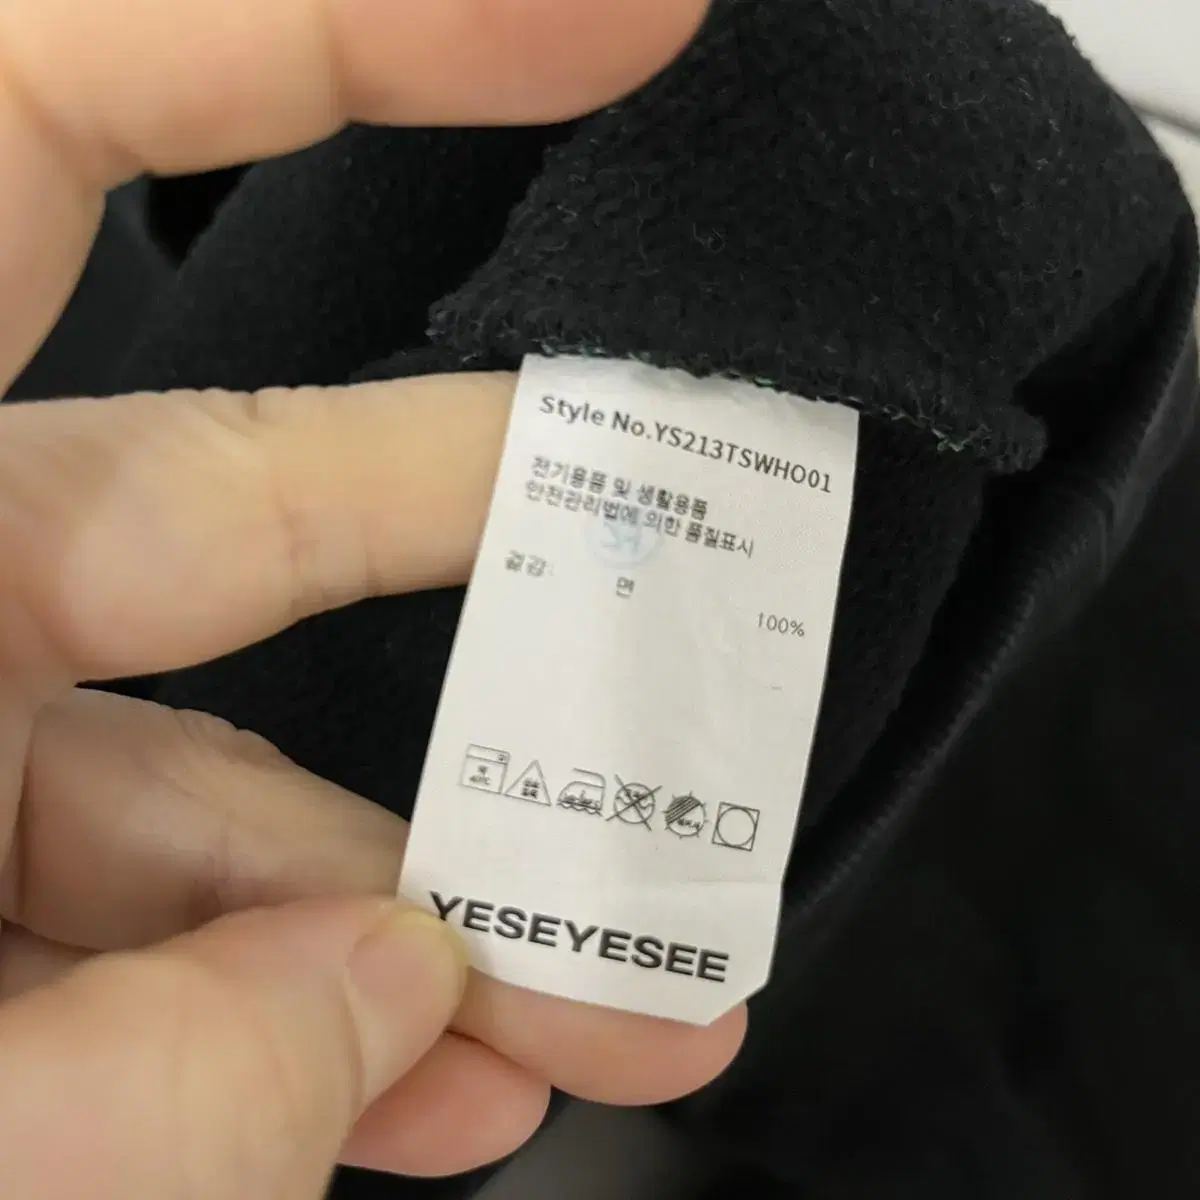 Style No.YS213TSWHO01
전기용품 및 생활용품
안전관리법에 의한 품질표시
겉감: 면
100%
YESEYESEE